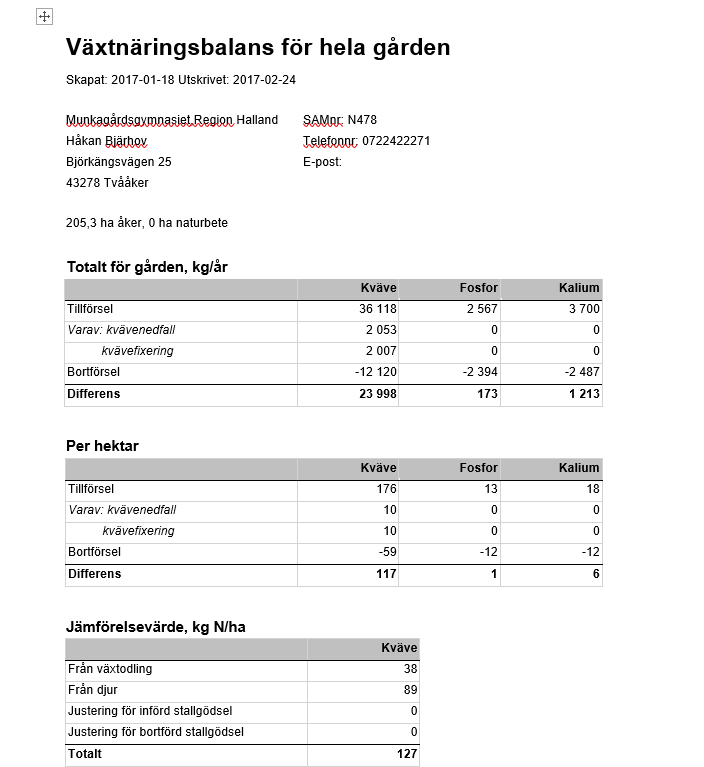 Växtnäringsbalans för hela gården
Skapat: 2017-01-18 Utskrivet: 2017-02-24
Munkagårdsgymnasiet Region Halland SAMnr: N478
Håkan Bjärhov Telefonnr: 0722422271
Björkängsvägen 25 E-post:
43278 Tvååker
205,3 ha åker, 0 ha naturbete
Totalt för gården, kg/år
Kväve Fosfor Kalium
Tillförsel 36 118 2 567 3 700
Varav: kvävenedfall 2 053 0 0
kvävefixering 2 007 0 0
Bortförsel -12 120 -2 394 -2 487
Differens 23 998 173 1 213
Per hektar
Kväve Fosfor Kalium
Tillförsel 176 13 18
Varav: kvävenedfall 10 0 0
kvävefixering 10 0 0
Bortförsel -59 -12 -12
Differens 117 1 6
Jämförelsevärde, kg N/ha
Kväve
Från växtodling 38
Från djur 89
Justering för införd stallgödsel 0
Justering för bortförd stallgödsel 0
Totalt 127